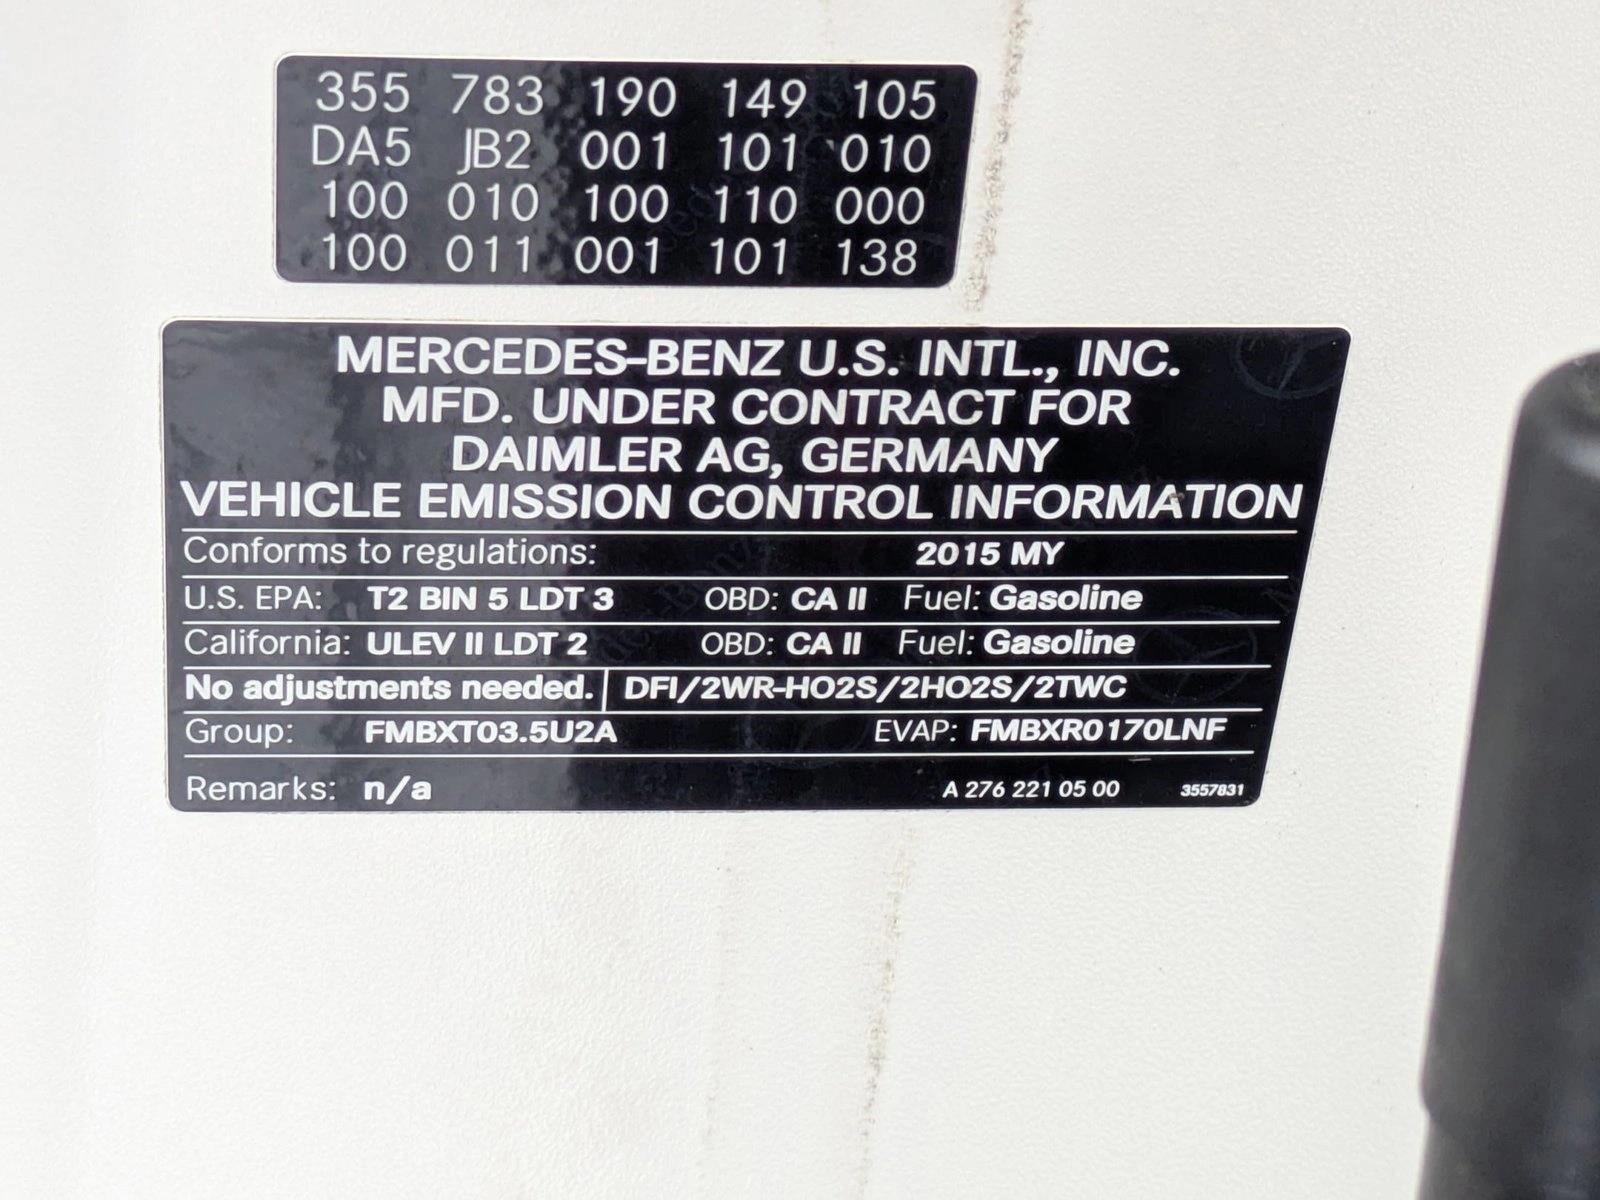 355 783 190 149 105
DA5 JB2 001 101 010
100 010 100 110 000
100 011 001 101 138
MERCEDES-BENZ U.S. INTL., INC.
MFD. UNDER CONTRACT FOR
DAIMLER AG, GERMANY
VEHICLE EMISSION CONTROL INFORMATION
Conforms to regulations: 2015 MY
U.S. EPA: T2 BIN 5 LDT 3 OBD: CA II Fuel: Gasoline
California: ULEV II LDT 2 OBD: CA II Fuel: Gasoline
No adjustments needed. DFI/2WR-HO2S/2HO2S/2TWC
Group: FMBXT03.5U2A EVAP: FMBXR0170LNF
Remarks: n/a A 276 221 05 00 3557831